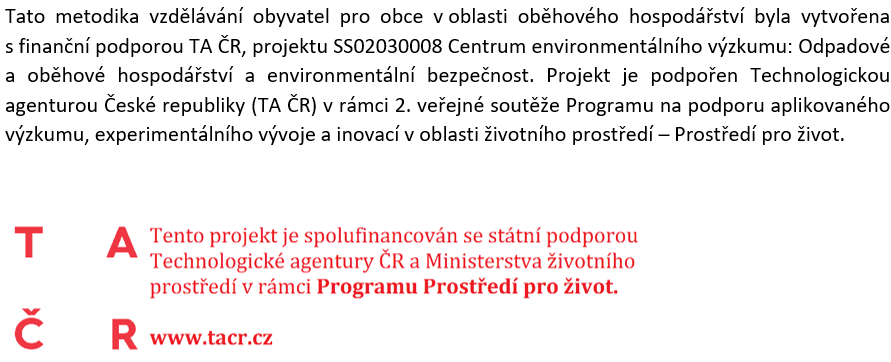 Tato metodika vzdělávání obyvatel pro obce v oblasti oběhového hospodářství byla vytvořena
s finanční podporou TA ČR, projektu SS02030008 Centrum environmentálního výzkumu: Odpadové
a oběhové hospodářství a environmentální bezpečnost. Projekt je podpořen Technologickou
agenturou České republiky (TA ČR) v rámci 2. veřejné soutěže Programu na podporu aplikovaného
výzkumu, experimentálního vývoje a inovací v oblasti životního prostředí – Prostředí pro život.
T A
Č R
Tento projekt je spolufinancován se státní podporou
Technologické agentury ČR a Ministerstva životního
prostředí v rámci Programu Prostředí pro život.
www.tacr.cz